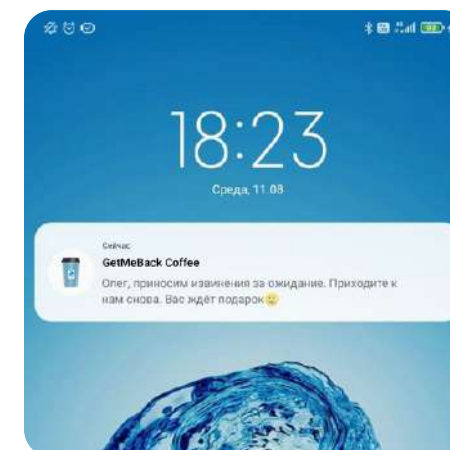 18:23
Среда, 11.08
Сейчас
GetMeBack Coffee
Олег, приносим извинения за ожидание. Приходите к
нам снова. Вас ждёт подарок🙂